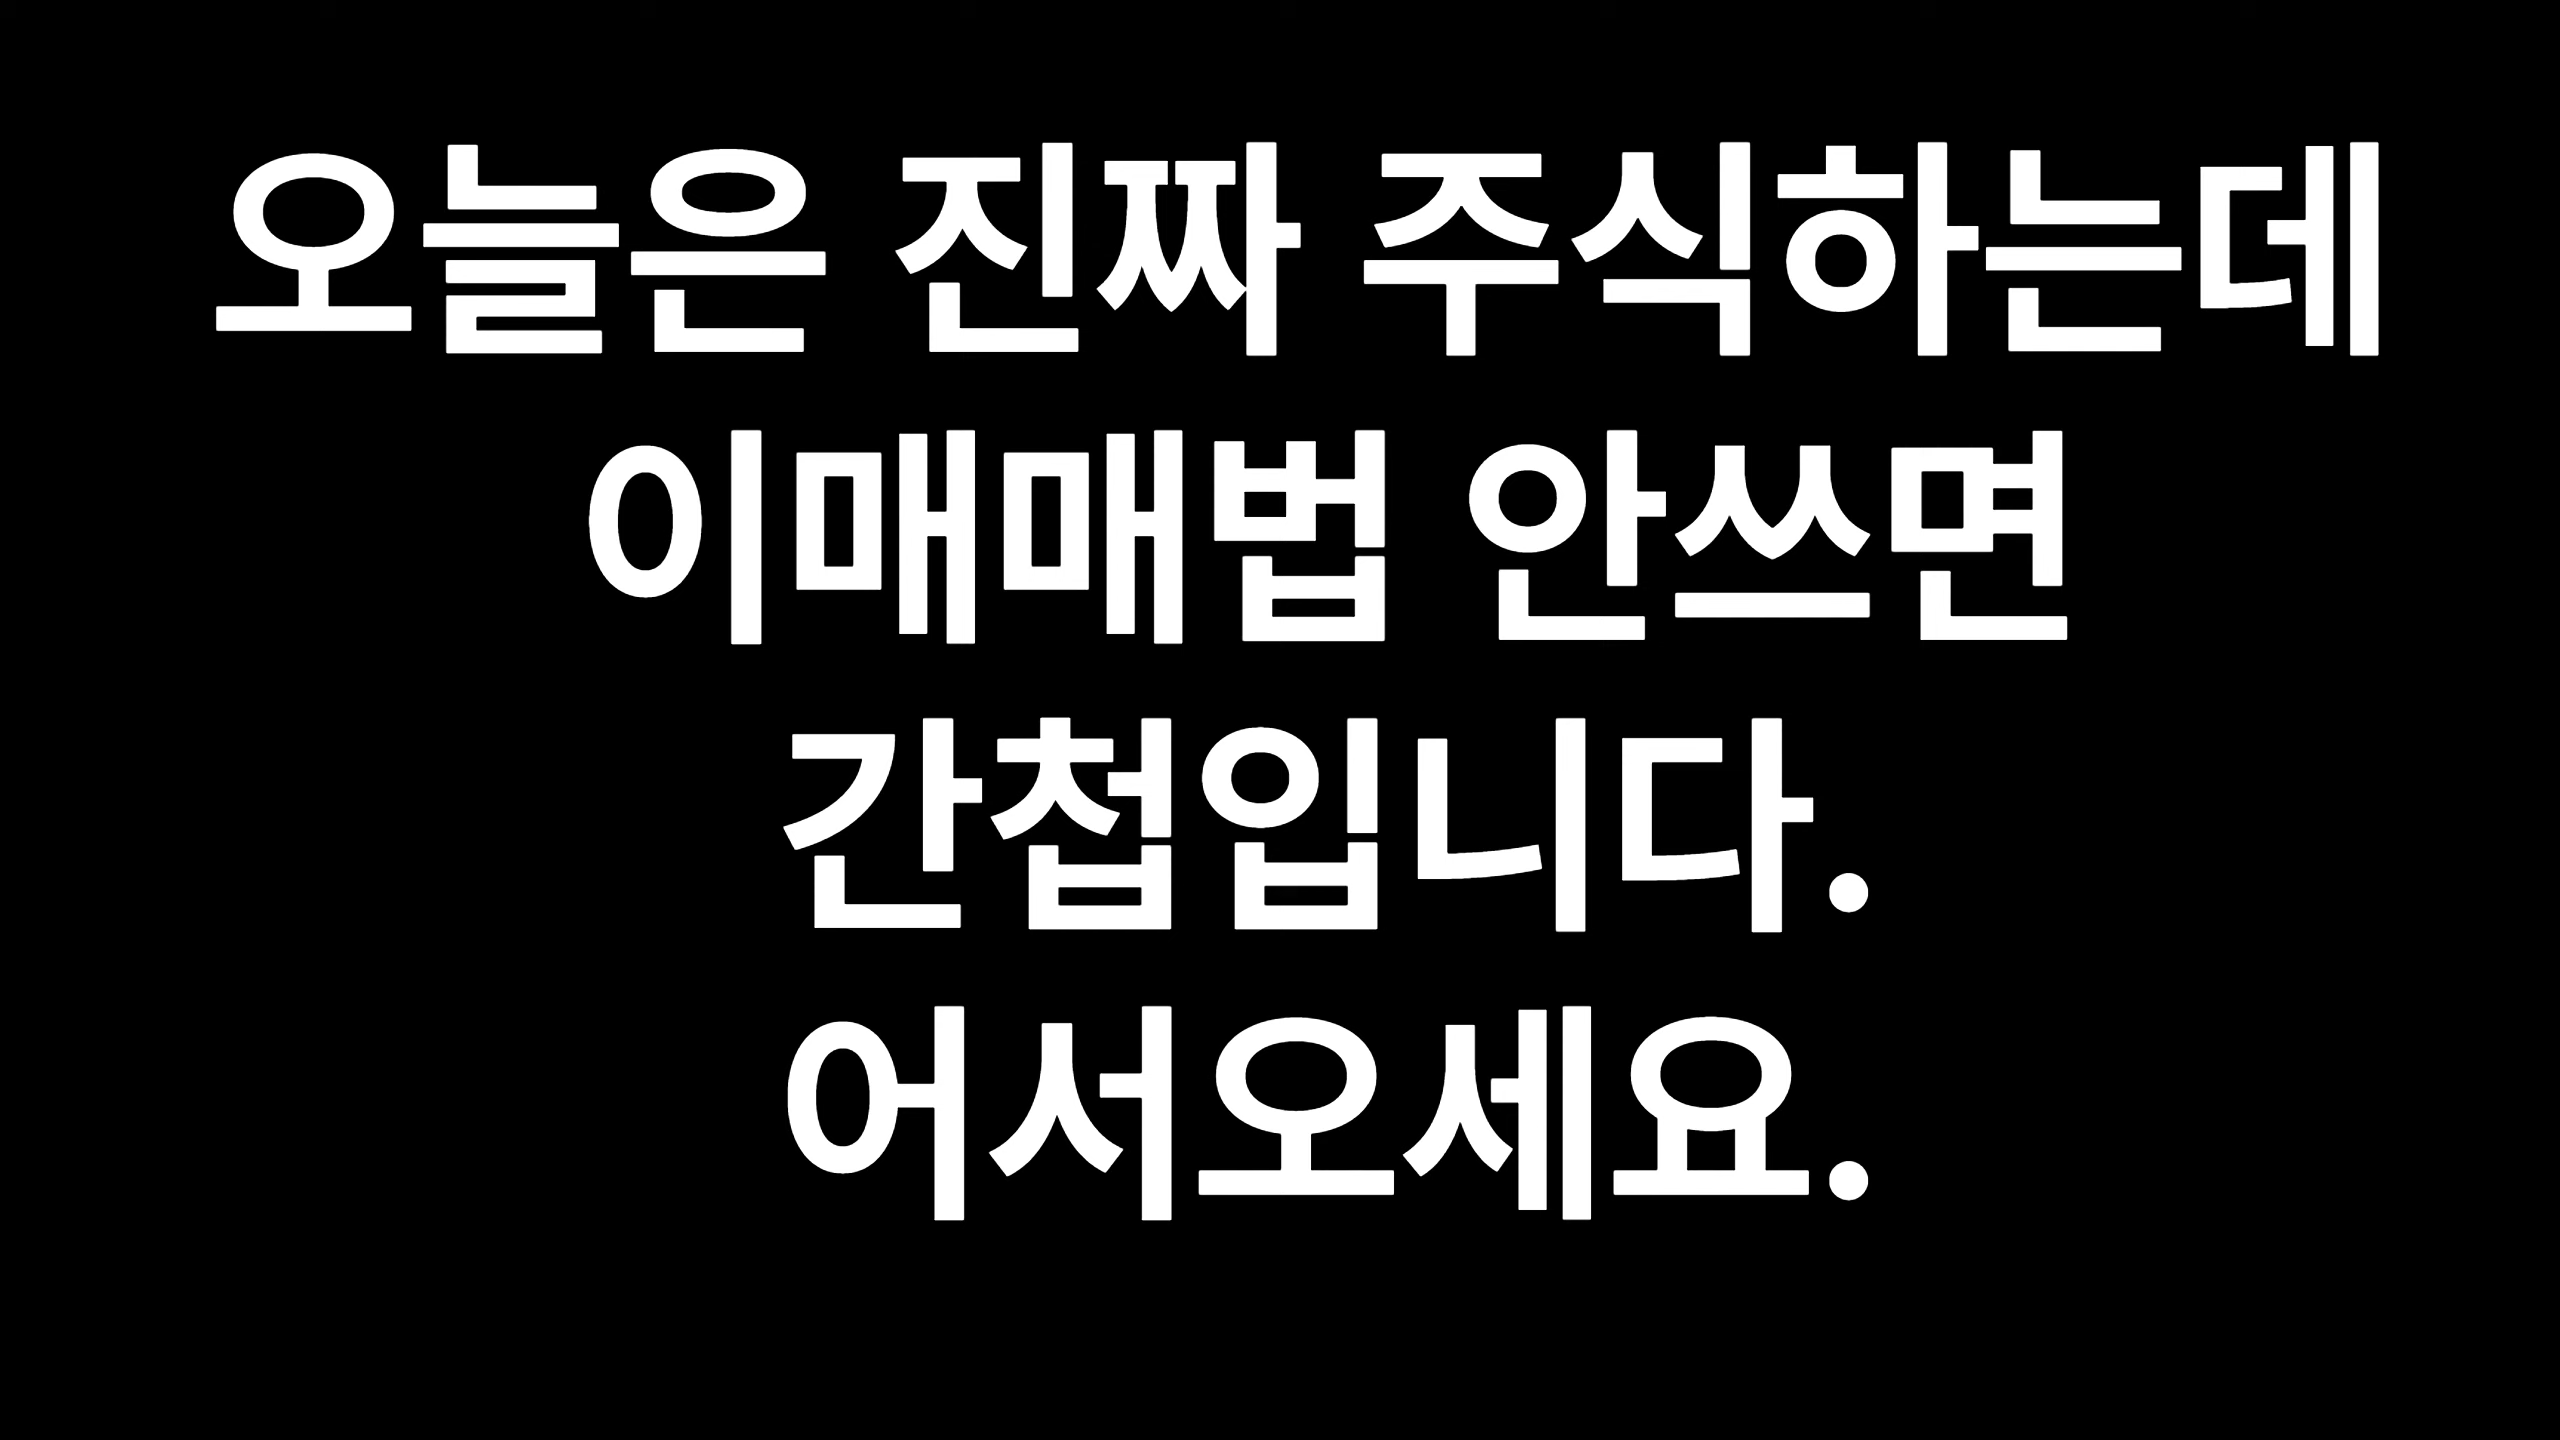 오늘은 진짜 주식하는데
이매매법 안쓰면
간첩입니다.
어서오세요.